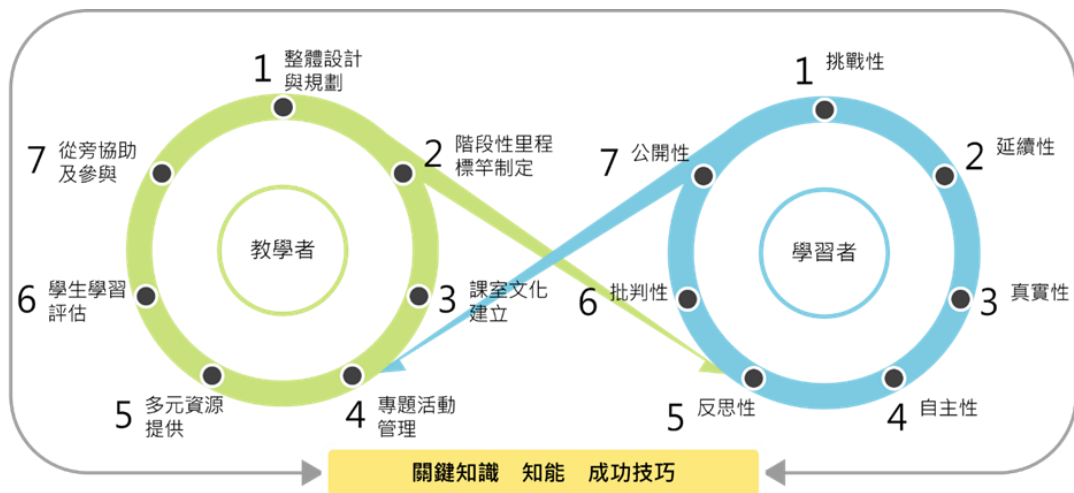 1 整體設計
與規劃
2 階段性里程
標竿制定
3 課室文化
建立
4 專題活動
管理
5 多元資源
提供
6 學生學習
評估
7 從旁協助
及參與
教學者
1 挑戰性
2 延續性
3 真實性
4 自主性
5 反思性
6 批判性
7 公開性
學習者
關鍵知識 知能 成功技巧